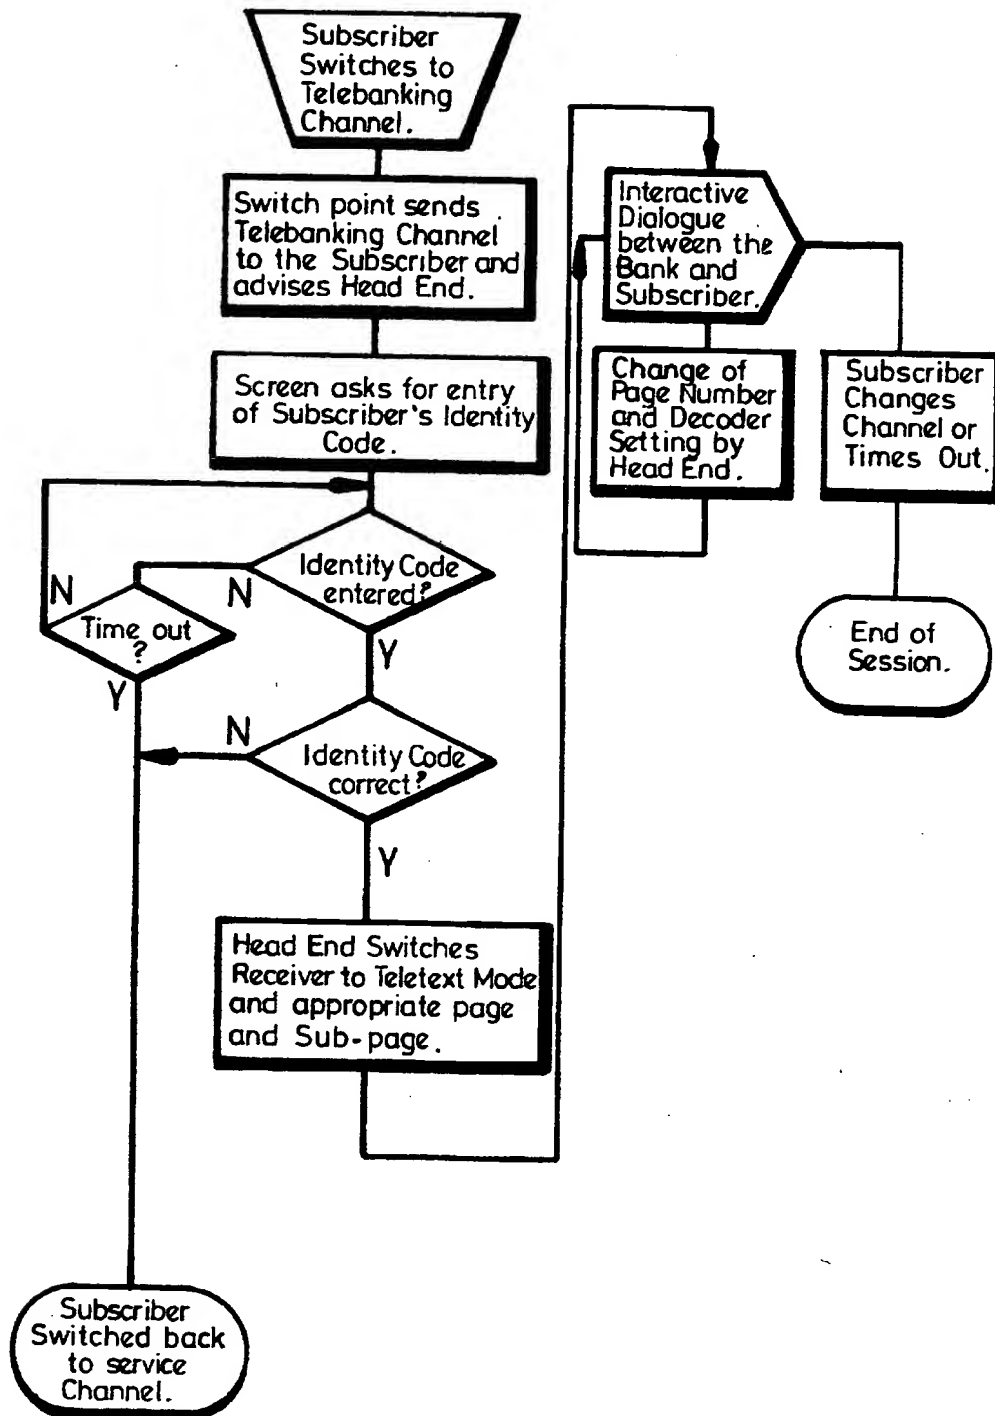 Subscriber
Switches to
Telebanking
Channel.
Switch point sends
Telebanking Channel
to the Subscriber and
advises Head End.
Screen asks for entry
of Subscriber's Identity
Code.
Identity Code
entered?
N
Y
Time out
?
N
Y
Identity Code
correct?
N
Y
Head End Switches
Receiver to Teletext Mode
and appropriate page
and Sub-page.
Subscriber
Switched back
to service
Channel.
Interactive
Dialogue
between the
Bank and
Subscriber.
Change of
Page Number
and Decoder
Setting by
Head End.
Subscriber
Changes
Channel or
Times Out.
End of
Session.